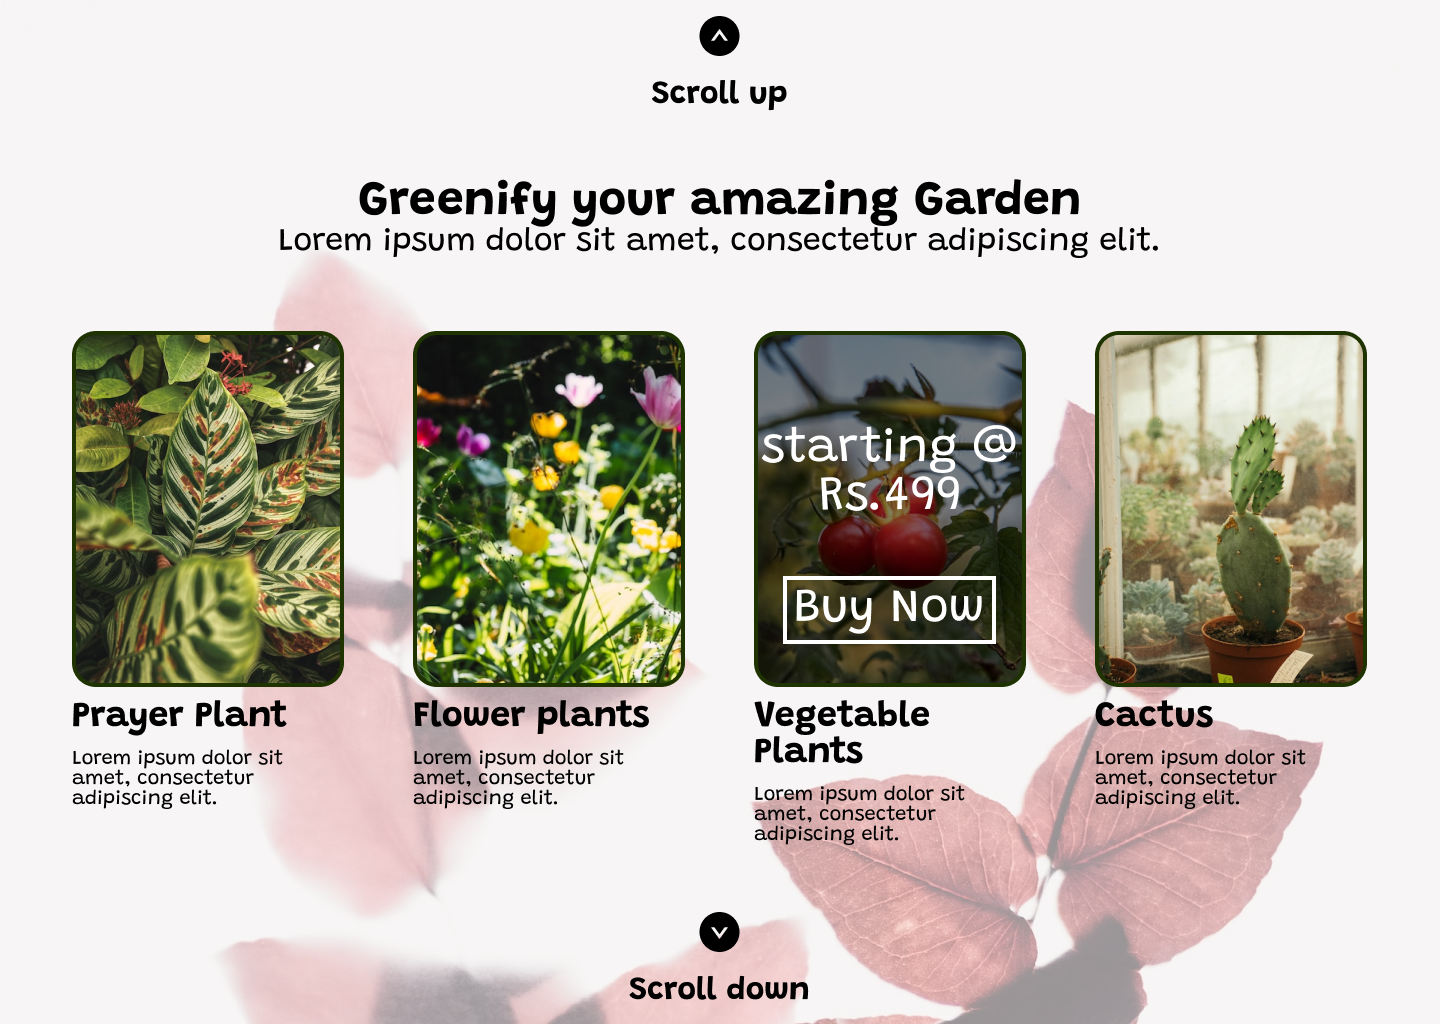 Scroll up
Greenify your amazing Garden
Lorem ipsum dolor sit amet, consectetur adipiscing elit.
starting @
Rs.499
Buy Now
Prayer Plant
Lorem ipsum dolor sit
amet, consectetur
adipiscing elit.
Flower plants
Lorem ipsum dolor sit
amet, consectetur
adipiscing elit.
Vegetable
Plants
Lorem ipsum dolor sit
amet, consectetur
adipiscing elit.
Cactus
Lorem ipsum dolor sit
amet, consectetur
adipiscing elit.
Scroll down